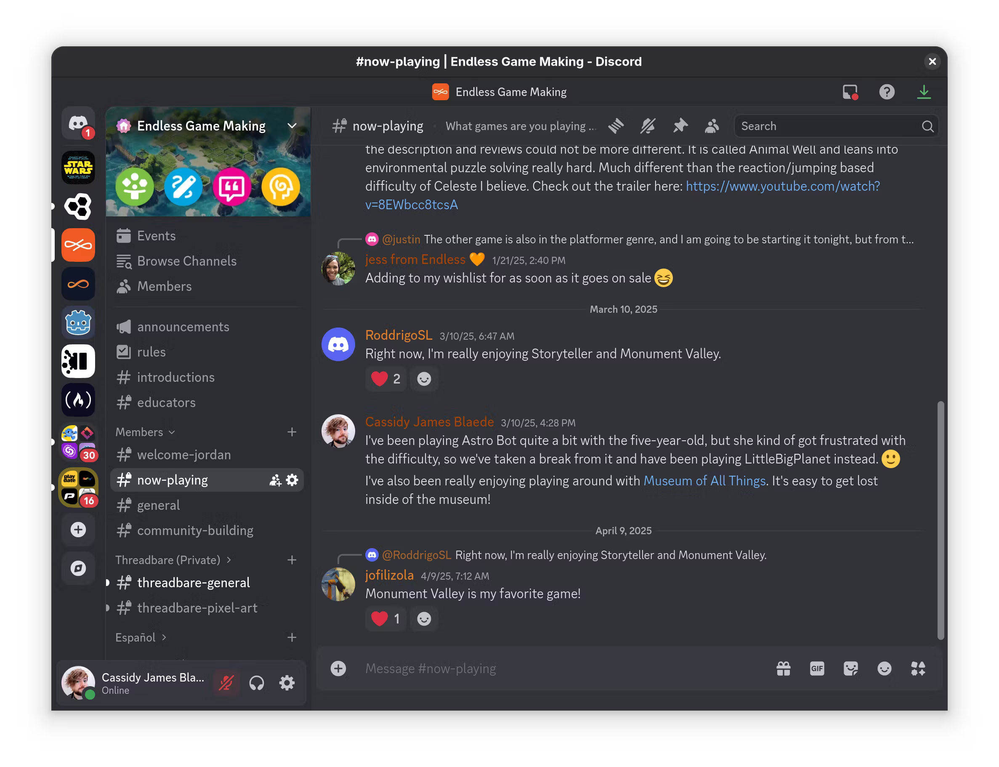 #now-playing | Endless Game Making - Discord
Endless Game Making
1
STAR
WARS
30
play
date
16
Endless Game Making
Events
Browse Channels
Members
announcements
rules
introductions
educators
Members
welcome-jordan
now-playing
general
community-building
Threadbare (Private)
threadbare-general
threadbare-pixel-art
Español
Cassidy James Bla...
Online
now-playing
What games are you playing ...
Search
the description and reviews could not be more different. It is called Animal Well and leans into
environmental puzzle solving really hard. Much different than the reaction/jumping based
difficulty of Celeste I believe. Check out the trailer here: https://www.youtube.com/watch?
v=8EWbcc8tcsA
@justin The other game is also in the platformer genre, and I am going to be starting it tonight, but from t...
jess from Endless 🧡 1/21/25, 2:40 PM
Adding to my wishlist for as soon as it goes on sale 😆
March 10, 2025
RoddrigoSL 3/10/25, 6:47 AM
Right now, I'm really enjoying Storyteller and Monument Valley.
❤️ 2
Cassidy James Blaede 3/10/25, 4:28 PM
I've been playing Astro Bot quite a bit with the five-year-old, but she kind of got frustrated with
the difficulty, so we've taken a break from it and have been playing LittleBigPlanet instead. 🙂
I've also been really enjoying playing around with Museum of All Things. It's easy to get lost
inside of the museum!
April 9, 2025
@RoddrigoSL Right now, I'm really enjoying Storyteller and Monument Valley.
jofilizola 4/9/25, 7:12 AM
Monument Valley is my favorite game!
❤️ 1
Message #now-playing
GIF